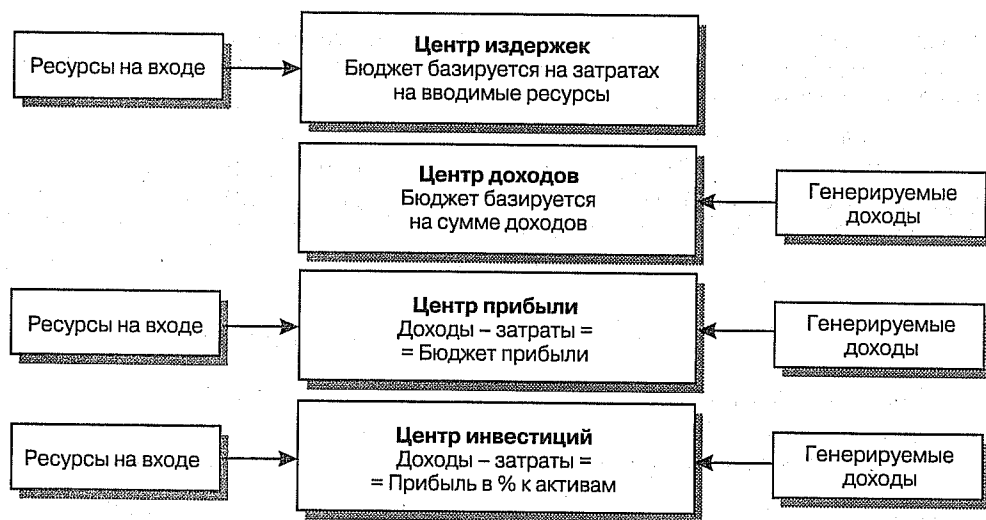 Ресурсы на входе
Центр издержек
Бюджет базируется на затратах
на вводимые ресурсы
Центр доходов
Бюджет базируется
на сумме доходов
Генерируемые
доходы
Ресурсы на входе
Центр прибыли
Доходы – затраты =
= Бюджет прибыли
Генерируемые
доходы
Ресурсы на входе
Центр инвестиций
Доходы – затраты =
= Прибыль в % к активам
Генерируемые
доходы